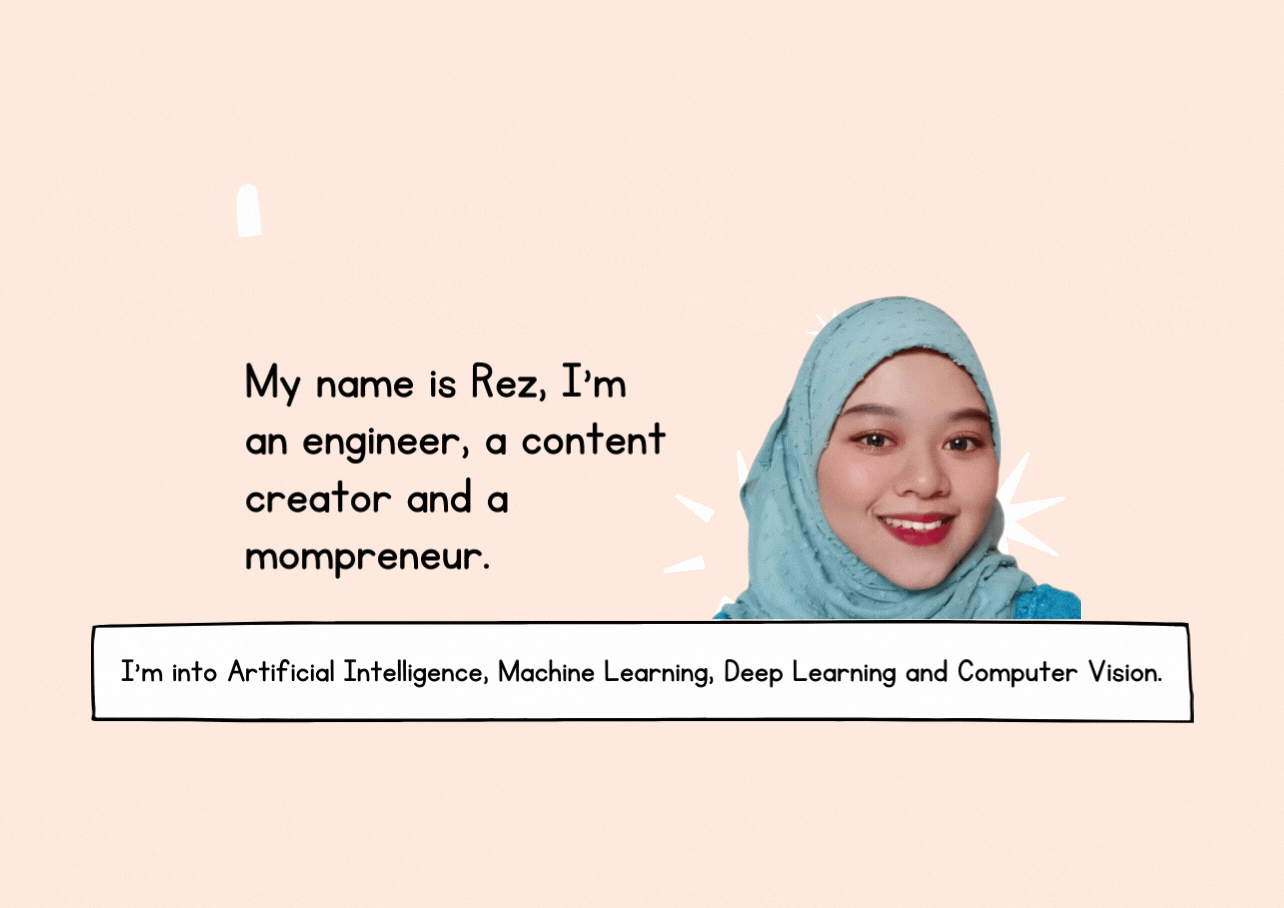 My name is Rez, I'm
an engineer, a content
creator and a
mompreneur.
I'm into Artificial Intelligence, Machine Learning, Deep Learning and Computer Vision.